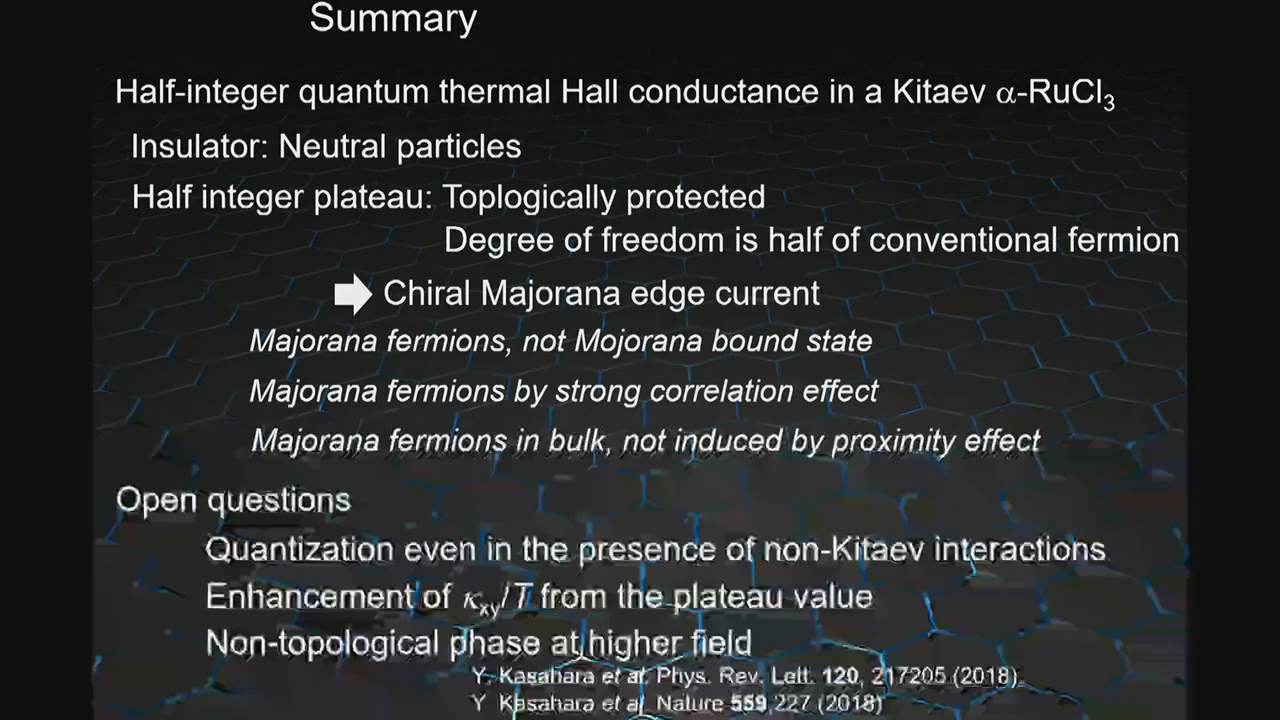 Summary
Half-integer quantum thermal Hall conductance in a Kitaev α-RuCl₃
Insulator: Neutral particles
Half integer plateau: Toplogically protected
Degree of freedom is half of conventional fermion
Chiral Majorana edge current
Majorana fermions, not Mojorana bound state
Majorana fermions by strong correlation effect
Majorana fermions in bulk, not induced by proximity effect
Open questions
Quantization even in the presence of non-Kitaev interactions
Enhancement of κxy/T from the plateau value
Non-topological phase at higher field
Y. Kasahara et al, Phys. Rev. Lett. 120, 217205 (2018).
Y Kasahara et al, Nature 559,227 (2018)